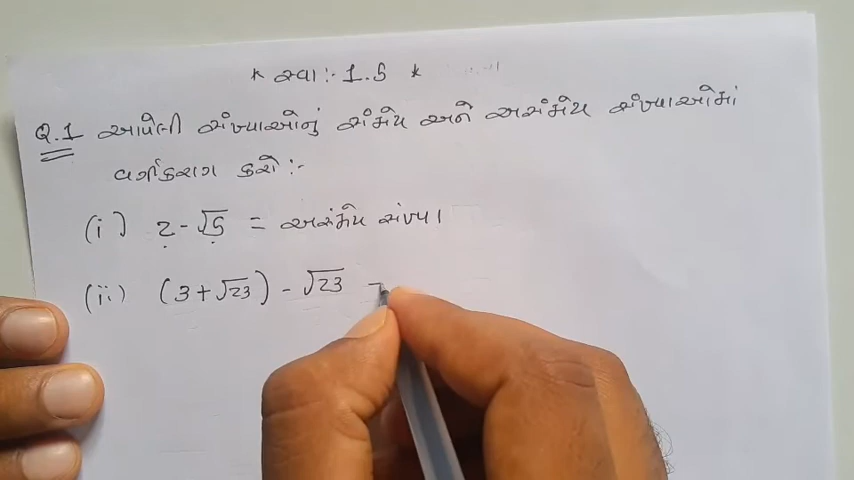 * સ્વા :- 1.5 *
Q.1 આપેલી સંખ્યાઓનું સંમેય અને અસંમેય સંખ્યાઓમાં
વર્ગીકરણ કરો :-
(i) 2 - √5 = અસંમેય સંખ્યા
(ii) (3 + √23) - √23